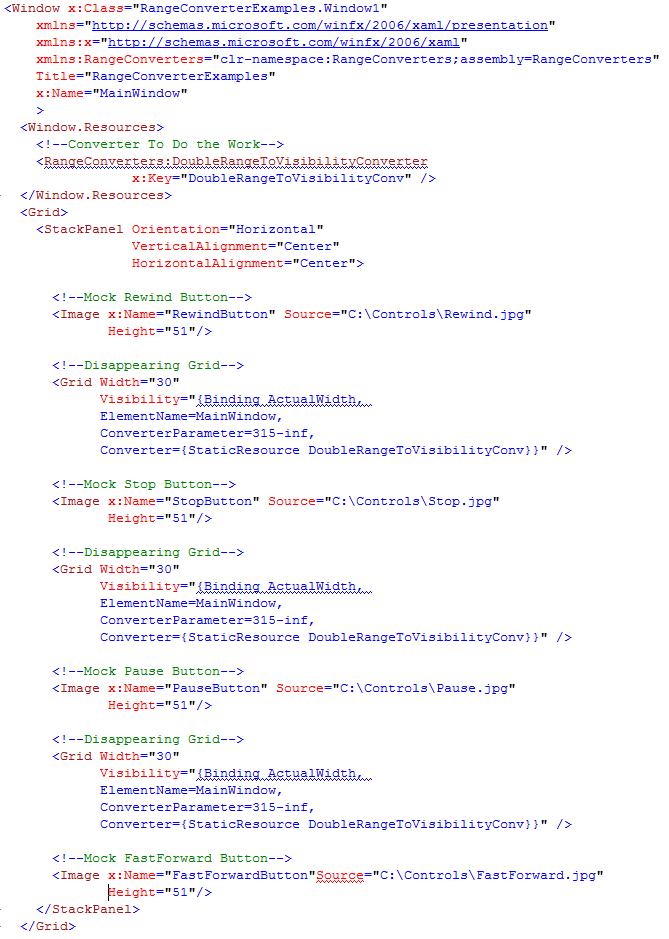 <Window x:Class="RangeConverterExamples.Window1"
xmlns="http://schemas.microsoft.com/winfx/2006/xaml/presentation"
xmlns:x="http://schemas.microsoft.com/winfx/2006/xaml"
xmlns:RangeConverters="clr-namespace:RangeConverters;assembly=RangeConverters"
Title="RangeConverterExamples"
x:Name="MainWindow"
>
<Window.Resources>
<!--Converter To Do the Work-->
<RangeConverters:DoubleRangeToVisibilityConverter
x:Key="DoubleRangeToVisibilityConv" />
</Window.Resources>
<Grid>
<StackPanel Orientation="Horizontal"
VerticalAlignment="Center"
HorizontalAlignment="Center">
<!--Mock Rewind Button-->
<Image x:Name="RewindButton" Source="C:\Controls\Rewind.jpg"
Height="51"/>
<!--Disappearing Grid-->
<Grid Width="30"
Visibility="{Binding ActualWidth,
ElementName=MainWindow,
ConverterParameter=315-inf,
Converter={StaticResource DoubleRangeToVisibilityConv}}" />
<!--Mock Stop Button-->
<Image x:Name="StopButton" Source="C:\Controls\Stop.jpg"
Height="51"/>
<!--Disappearing Grid-->
<Grid Width="30"
Visibility="{Binding ActualWidth,
ElementName=MainWindow,
ConverterParameter=315-inf,
Converter={StaticResource DoubleRangeToVisibilityConv}}" />
<!--Mock Pause Button-->
<Image x:Name="PauseButton" Source="C:\Controls\Pause.jpg"
Height="51"/>
<!--Disappearing Grid-->
<Grid Width="30"
Visibility="{Binding ActualWidth,
ElementName=MainWindow,
ConverterParameter=315-inf,
Converter={StaticResource DoubleRangeToVisibilityConv}}" />
<!--Mock FastForward Button-->
<Image x:Name="FastForwardButton"Source="C:\Controls\FastForward.jpg"
Height="51"/>
</StackPanel>
</Grid>